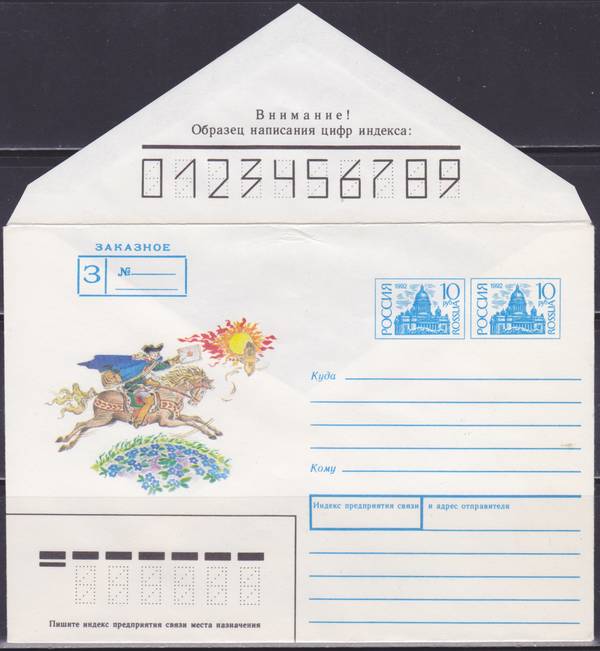 Внимание!
Образец написания цифр индекса:
0123456789
ЗАКАЗНОЕ
З №
РОССИЯ 1992 10 руб ROSSIJA
РОССИЯ 1992 10 руб ROSSIJA
Куда
Кому
Индекс предприятия связи и адрес отправителя
Пишите индекс предприятия связи места назначения